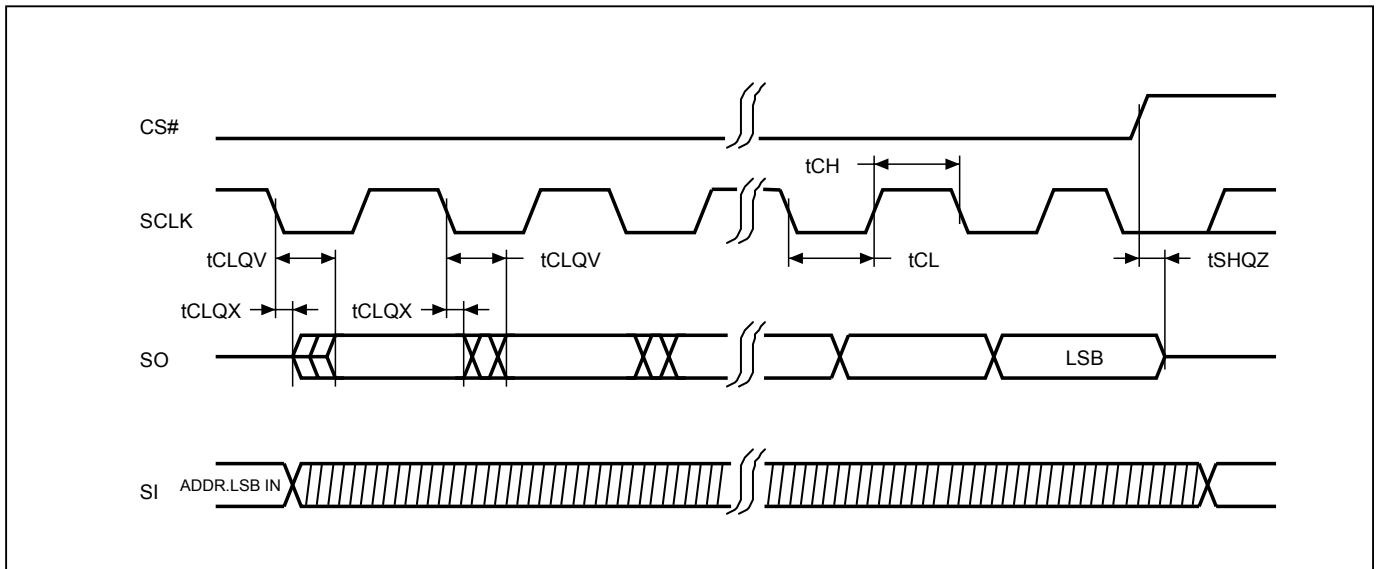 CS#
tCH
SCLK
tCLQV
tCLQV
tCL
tSHQZ
tCLQX
tCLQX
SO
LSB
SI
ADDR.LSB IN